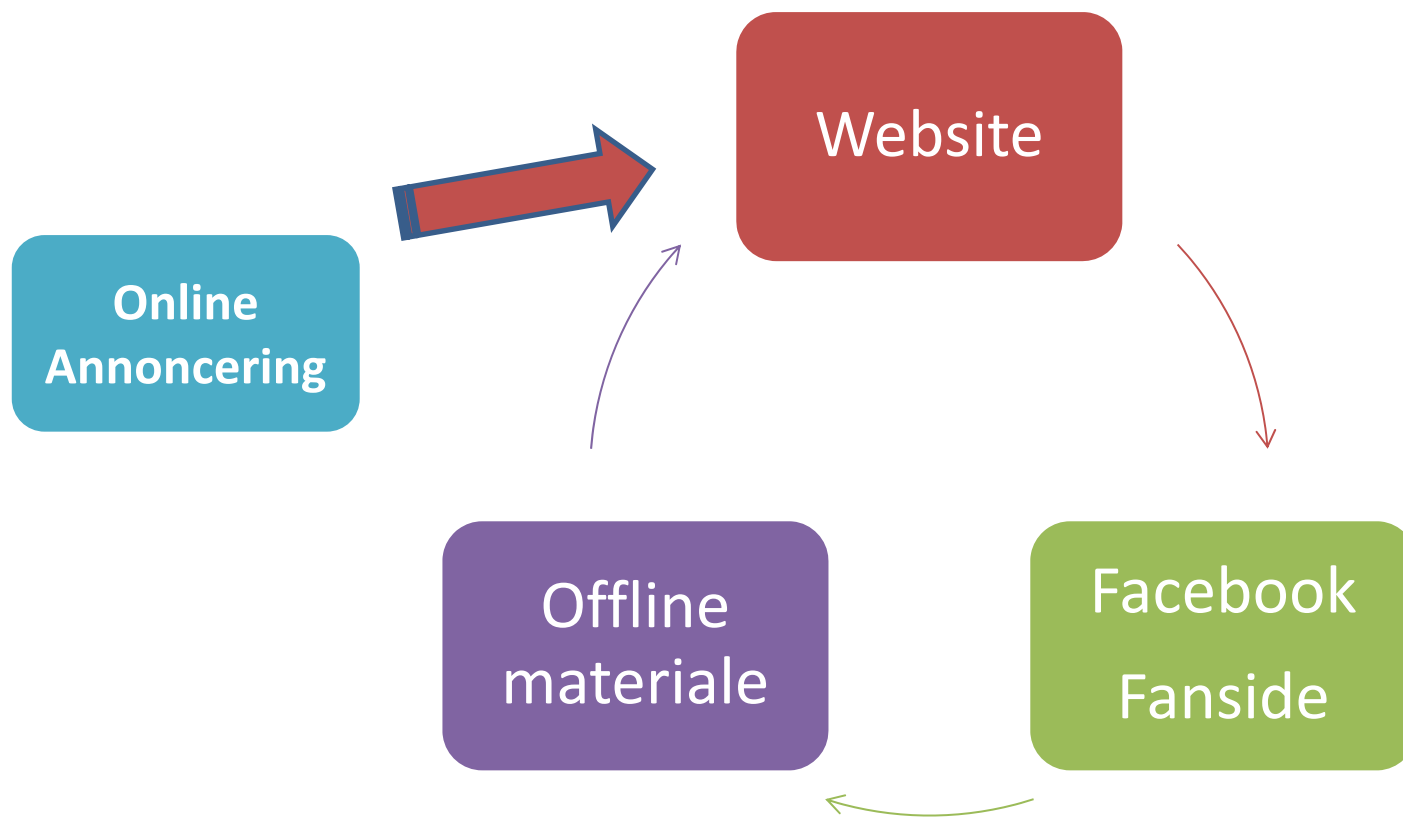 Website
Online
Annoncering
Offline
materiale
Facebook
Fanside